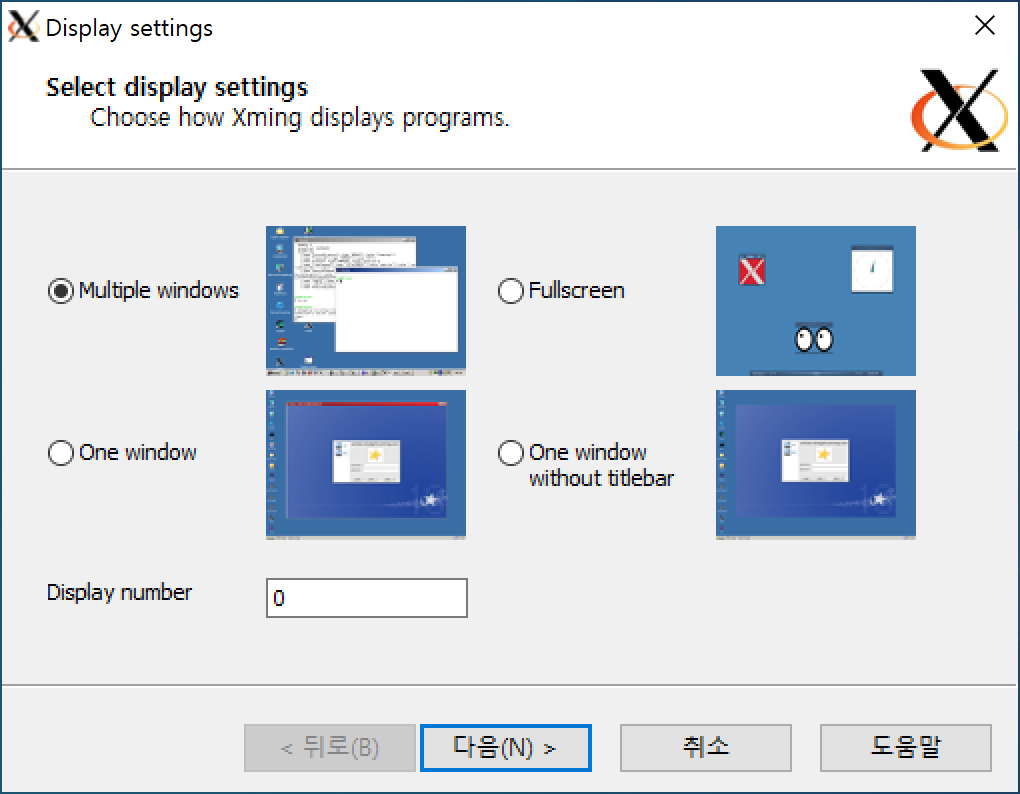 Display settings
Select display settings
Choose how Xming displays programs.
Multiple windows
Fullscreen
One window
One window
without titlebar
Display number
0
< 뒤로(B)
다음(N) >
취소
도움말